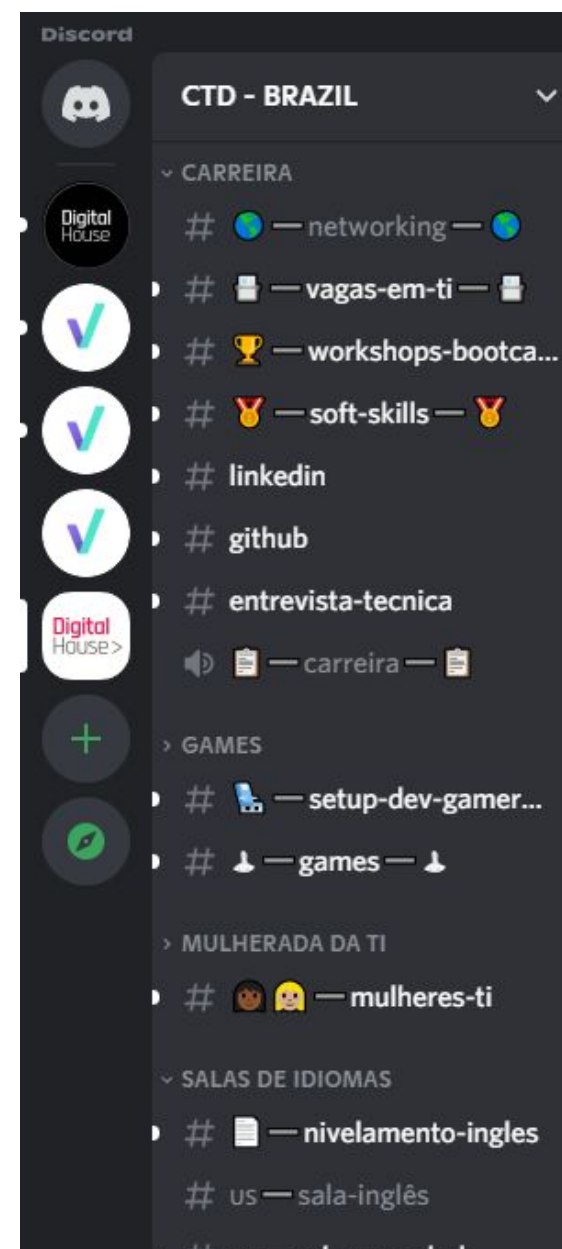 Discord
CTD - BRAZIL
CARREIRA
# 🌎 — networking — 🌎
# — vagas-em-ti —
# 🏆 — workshops-bootca...
# 🏅 — soft-skills — 🏅
# linkedin
# github
# entrevista-tecnica
📋 — carreira — 📋
GAMES
# 💺 — setup-dev-gamer...
# 🕹 — games — 🕹
MULHERADA DA TI
# 👩🏾 👱🏼‍♀️ — mulheres-ti
SALAS DE IDIOMAS
# 📄 — nivelamento-ingles
# us — sala-inglês
Digital
House
Digital
House>